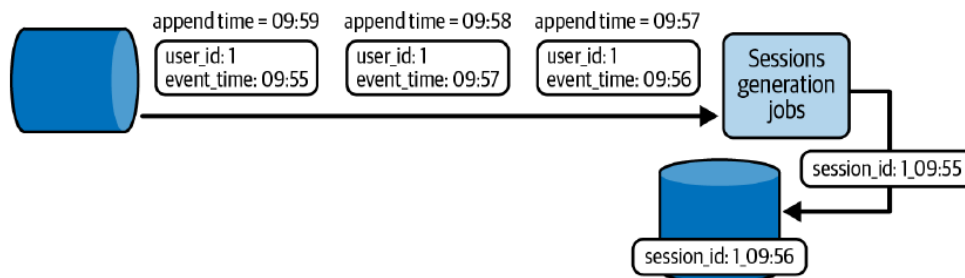 append time = 09:59
append time = 09:58
append time = 09:57
user_id: 1
event_time: 09:55
user_id: 1
event_time: 09:57
user_id: 1
event_time: 09:56
Sessions
generation
jobs
session_id: 1_09:55
session_id: 1_09:56